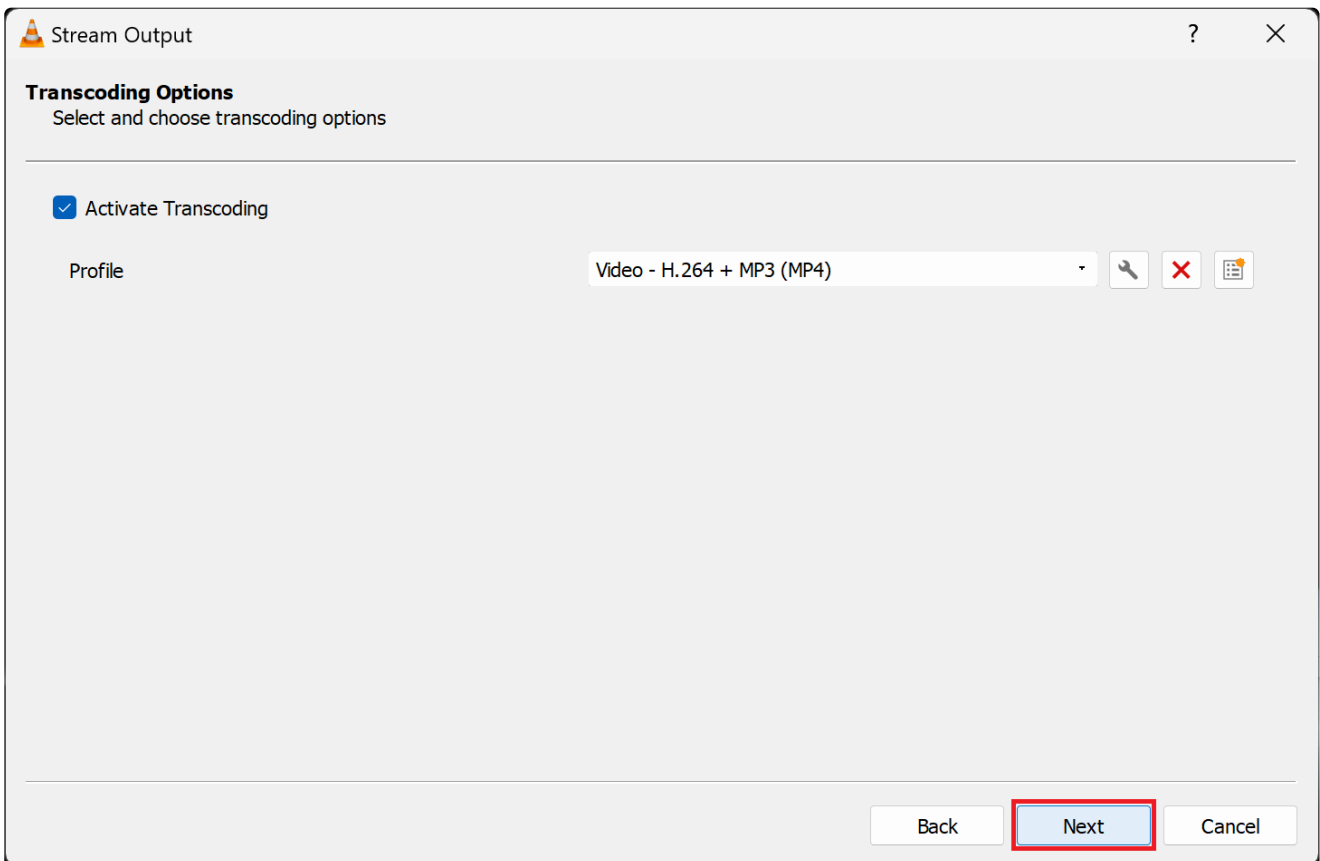 Stream Output
?
Transcoding Options
Select and choose transcoding options
Activate Transcoding
Profile Video - H.264 + MP3 (MP4)
Back Next Cancel